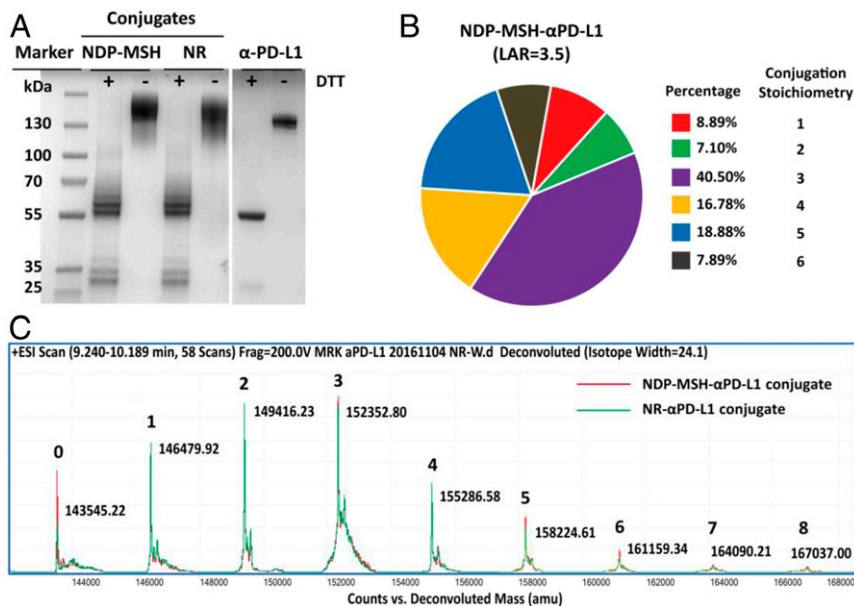 A
Conjugates
Marker NDP-MSH NR α-PD-L1
kDa + - + - + - DTT
130
100
70
55
35
25
B
NDP-MSH-αPD-L1
(LAR=3.5)
Percentage Conjugation Stoichiometry
8.89% 1
7.10% 2
40.50% 3
16.78% 4
18.88% 5
7.89% 6
C
+ESI Scan (9.240-10.189 min, 58 Scans) Frag=200.0V MRK aPD-L1 20161104 NR-W.d Deconvoluted (Isotope Width=24.1)
NDP-MSH-αPD-L1 conjugate
NR-αPD-L1 conjugate
0
143545.22
1
146479.92
2
149416.23
3
152352.80
4
155286.58
5
158224.61
6
161159.34
7
164090.21
8
167037.00
144000 146000 148000 150000 152000 154000 156000 158000 160000 162000 164000 166000 168000
Counts vs. Deconvoluted Mass (amu)